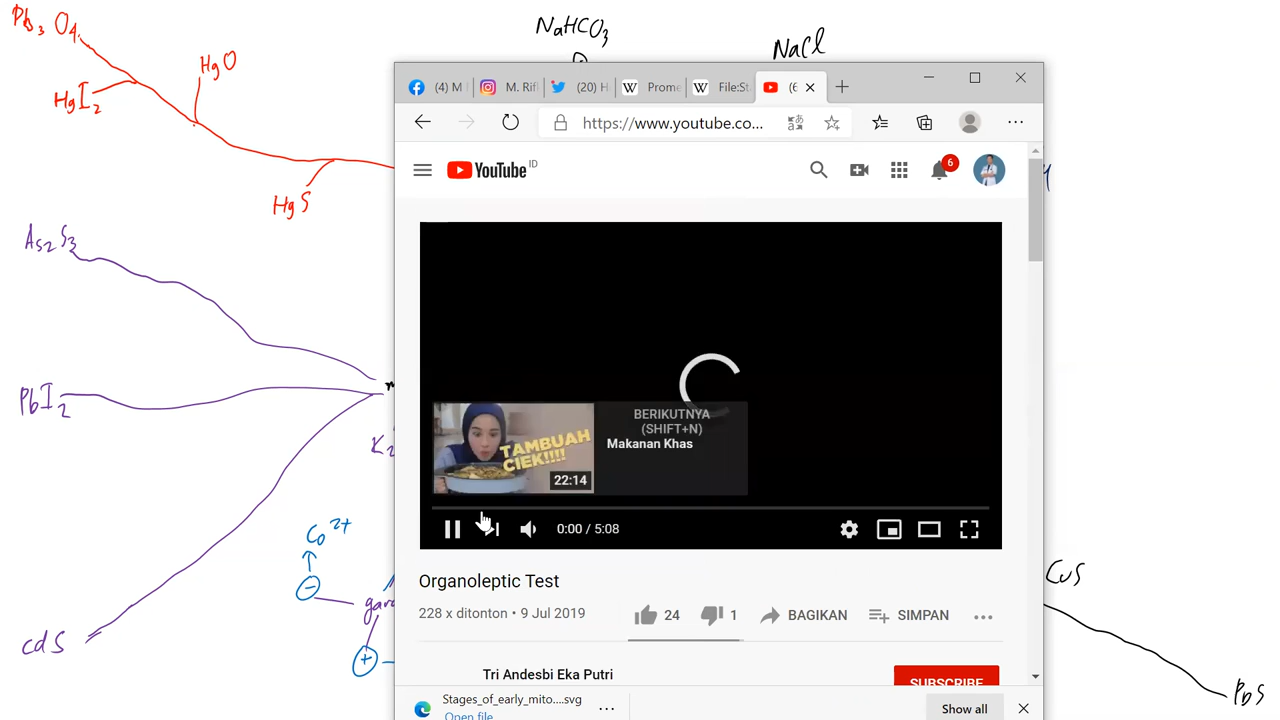 Pb3O4
NaHCO3
NaCl
HgO
HgI2
HgS
As2S3
PbI2
K2
Co2+
−
+
CdS
CuS
PbS
(4) M
M. Rifl
(20) H
Prome
File:St
(6
https://www.youtube.co...
YouTube ID
6
TAMBUAH
CIEK!!!!
22:14
BERIKUTNYA
(SHIFT+N)
Makanan Khas
0:00 / 5:08
Organoleptic Test
228 x ditonton • 9 Jul 2019
24
1
BAGIKAN
SIMPAN
Tri Andesbi Eka Putri
SUBSCRIBE
Stages_of_early_mito....svg
Open file
Show all